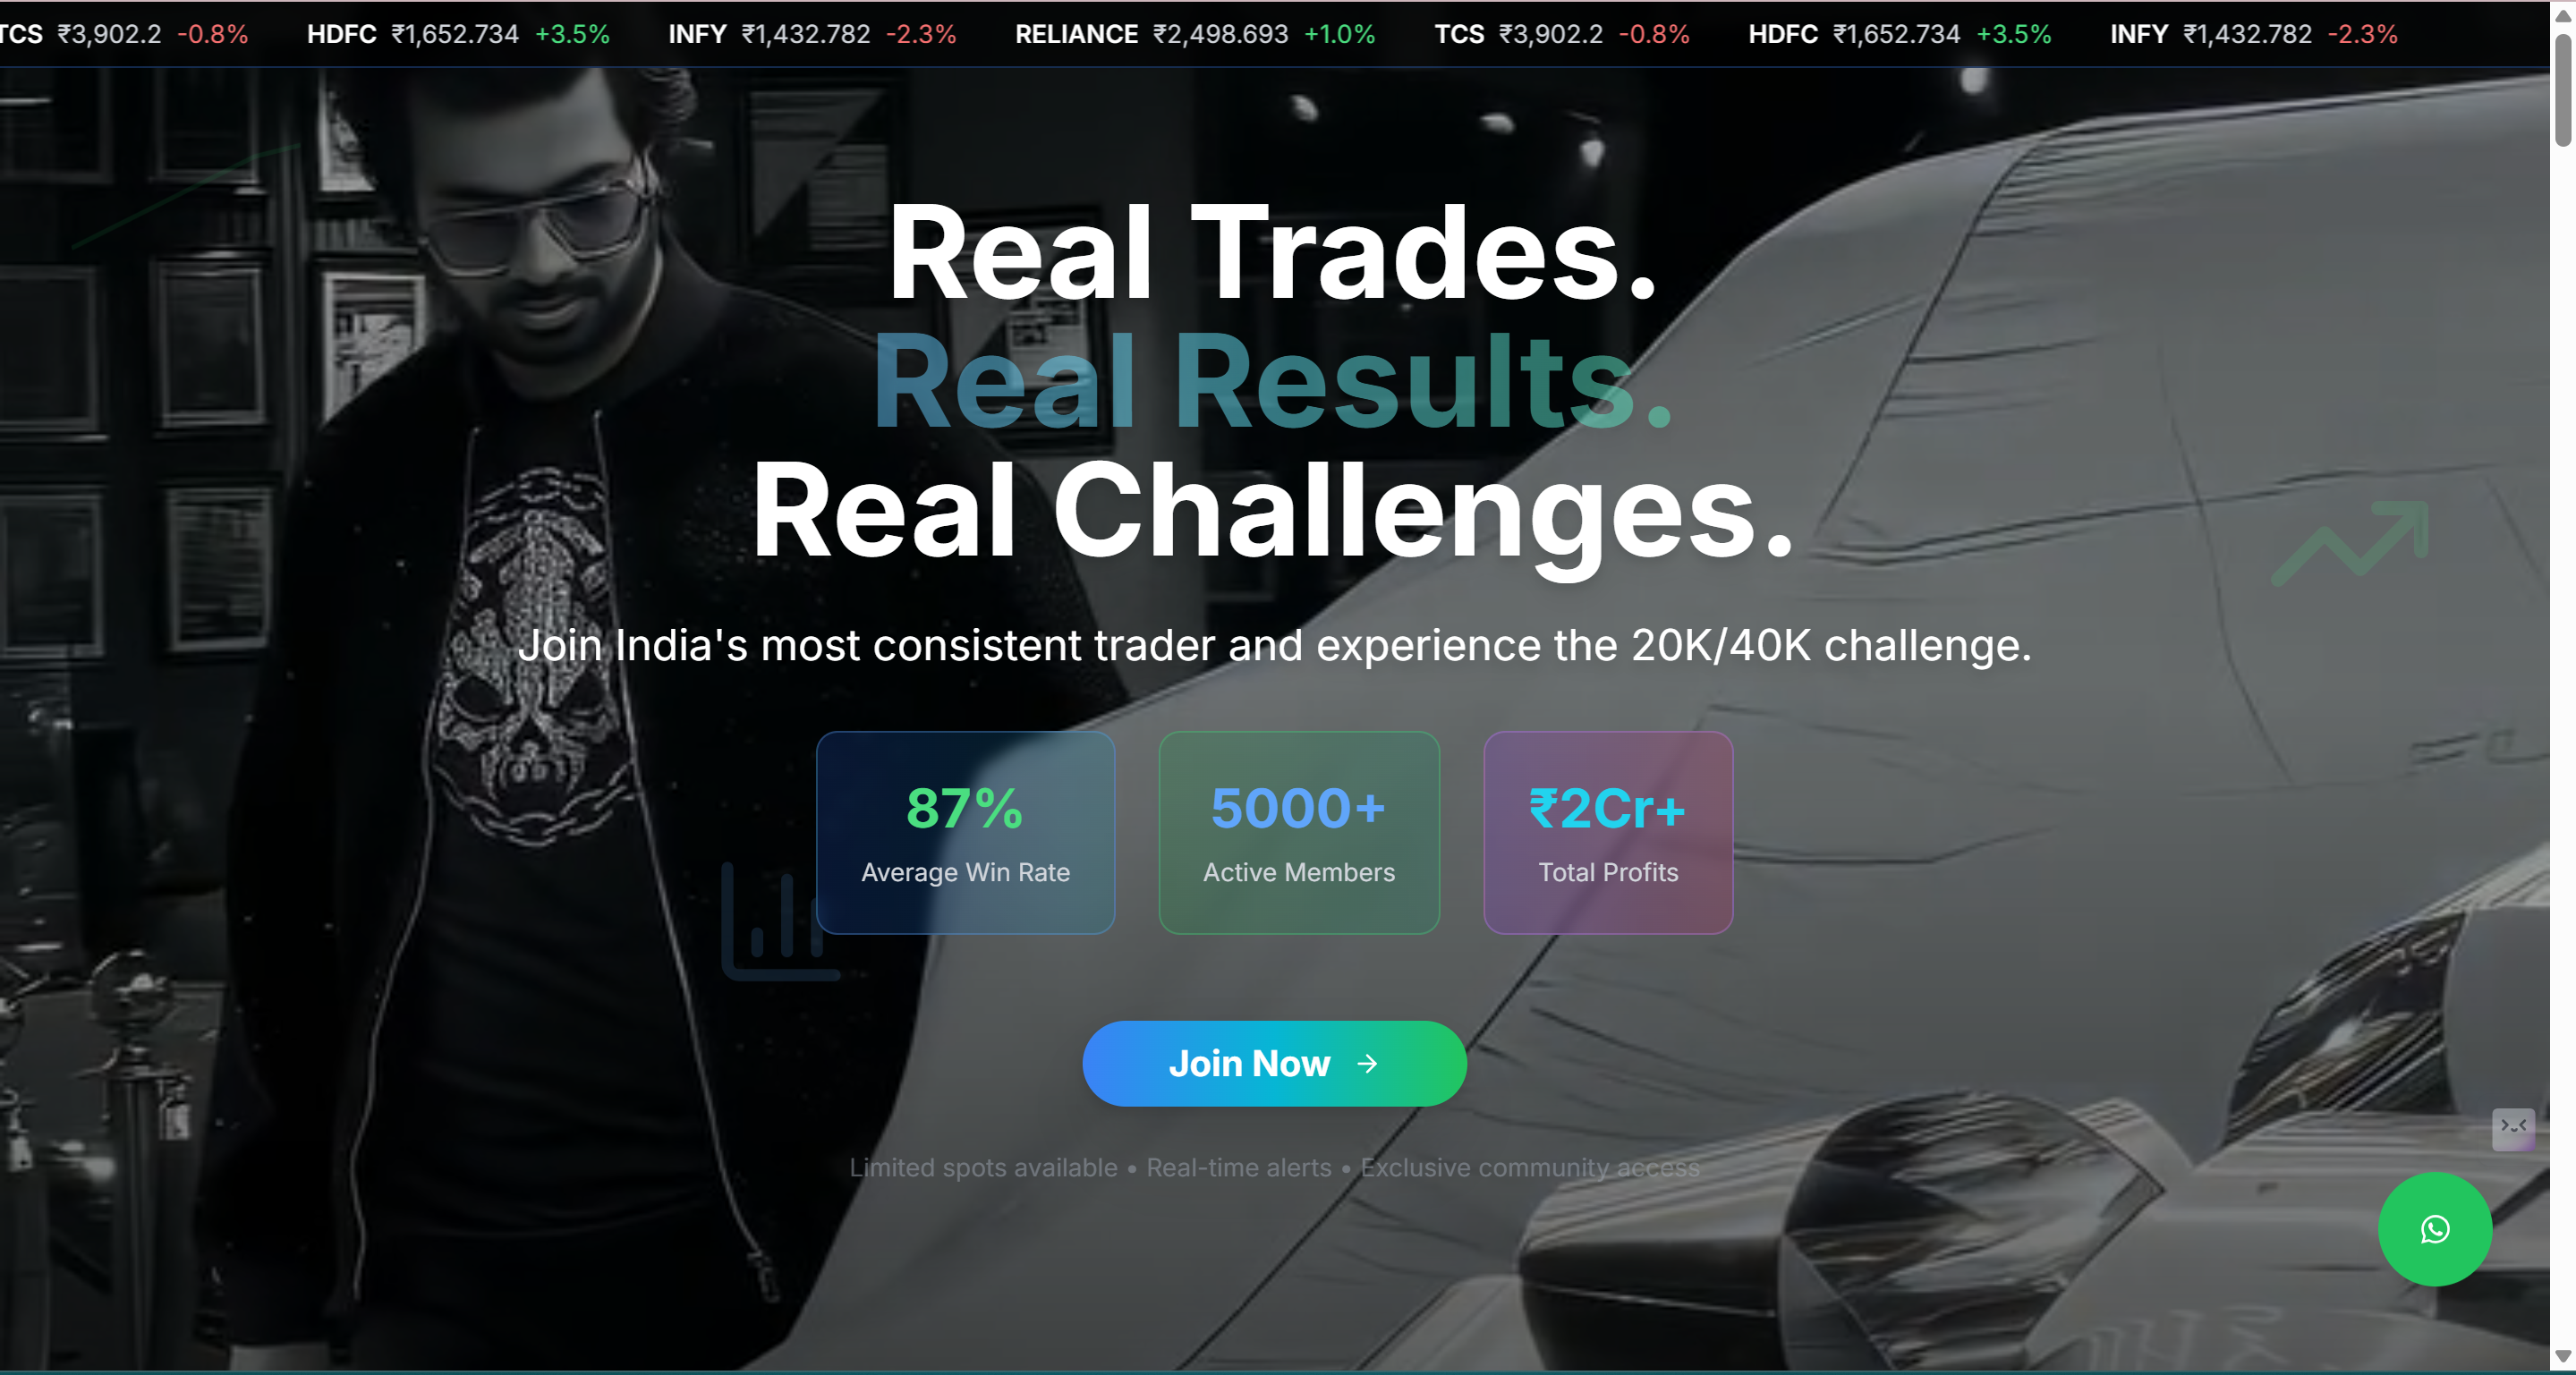 TCS ₹3,902.2 -0.8% HDFC ₹1,652.734 +3.5% INFY ₹1,432.782 -2.3% RELIANCE ₹2,498.693 +1.0% TCS ₹3,902.2 -0.8% HDFC ₹1,652.734 +3.5% INFY ₹1,432.782 -2.3%
Real Trades.
Real Results.
Real Challenges.
Join India's most consistent trader and experience the 20K/40K challenge.
87% 5000+ ₹2Cr+
Average Win Rate Active Members Total Profits
Join Now →
Limited spots available • Real-time alerts • Exclusive community access